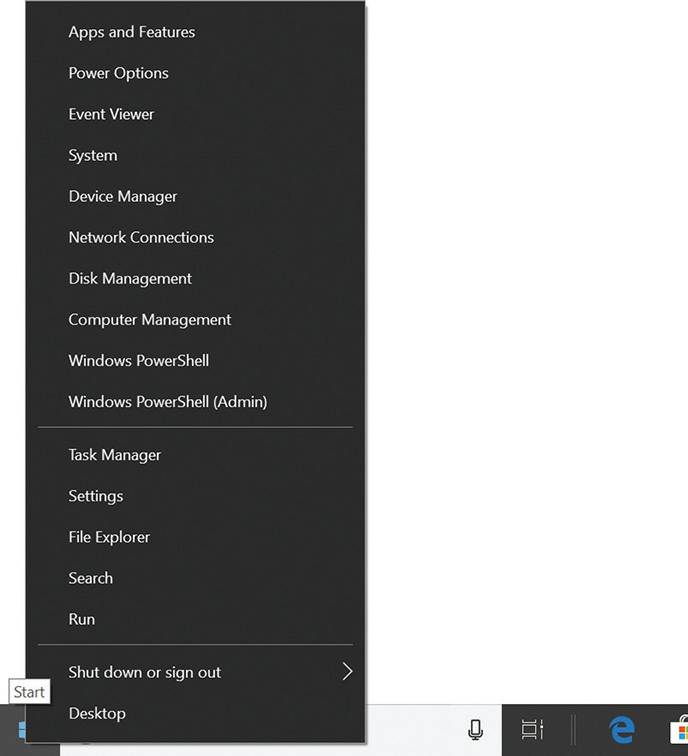 Apps and Features
Power Options
Event Viewer
System
Device Manager
Network Connections
Disk Management
Computer Management
Windows PowerShell
Windows PowerShell (Admin)
Task Manager
Settings
File Explorer
Search
Run
Shut down or sign out
Start
Desktop